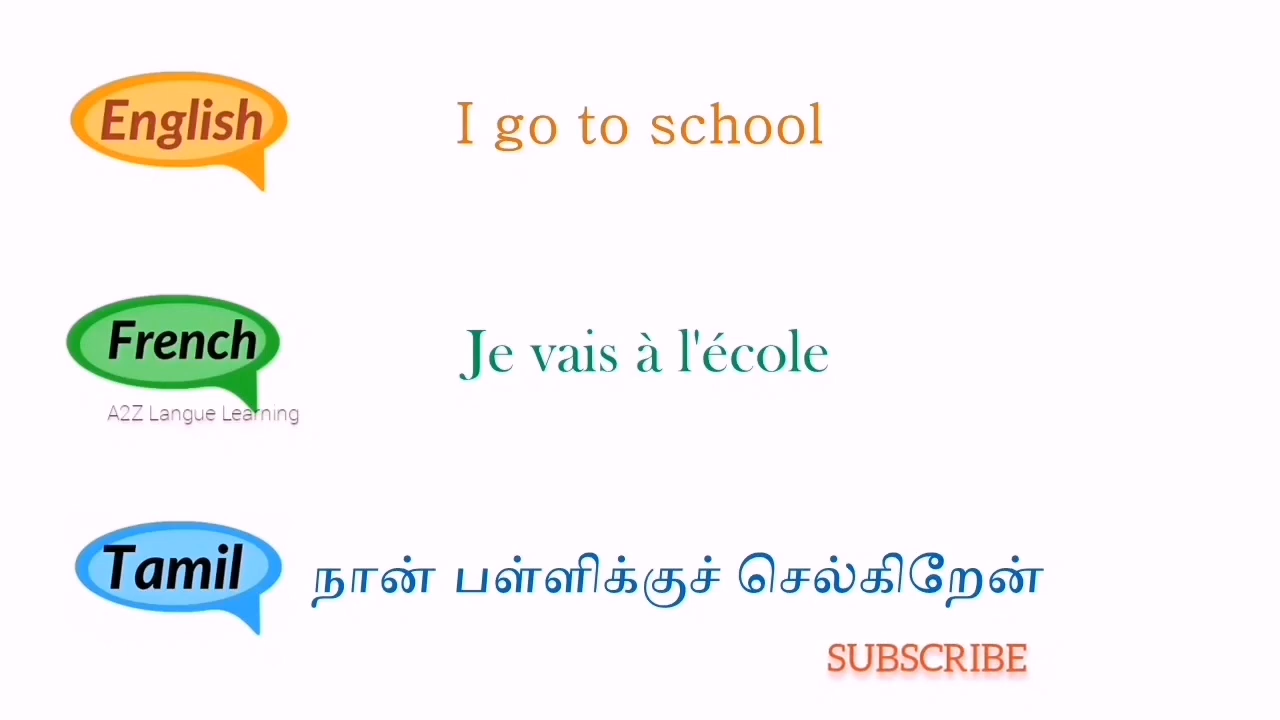 English
I go to school
French
Je vais à l'école
A2Z Langue Learning
Tamil
நான் பள்ளிக்குச் செல்கிறேன்
SUBSCRIBE